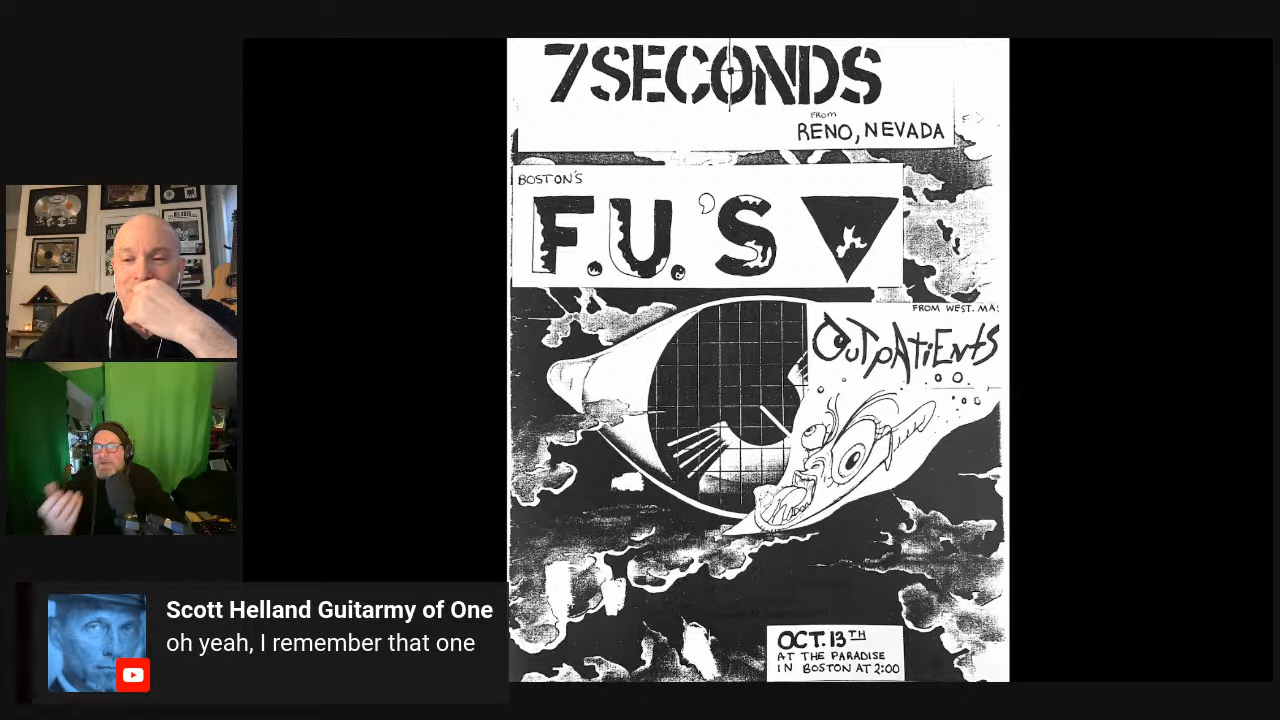 7SECONDS
FROM
RENO, NEVADA
BOSTON'S
F.U.'S
FROM WEST. MA:
OUTPATIENTS
OCT. 13TH
AT THE PARADISE
IN BOSTON AT 2:00
Scott Helland Guitarmy of One
oh yeah, I remember that one